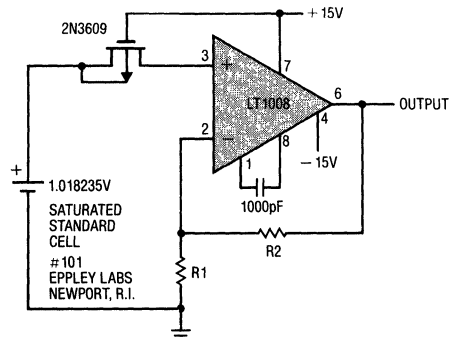 2N3609
+15V
3
+
7
LT1008
6
OUTPUT
2
−
4
8
−15V
1
+
1.018235V
1000pF
SATURATED
STANDARD
CELL
R2
#101
EPPLEY LABS
NEWPORT, R.I.
R1